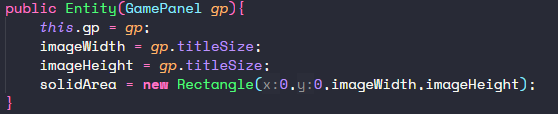 public Entity(GamePanel gp){
this.gp = gp;
imageWidth = gp.titleSize;
imageHeight = gp.titleSize;
solidArea = new Rectangle(x:0,y:0,imageWidth,imageHeight);
}